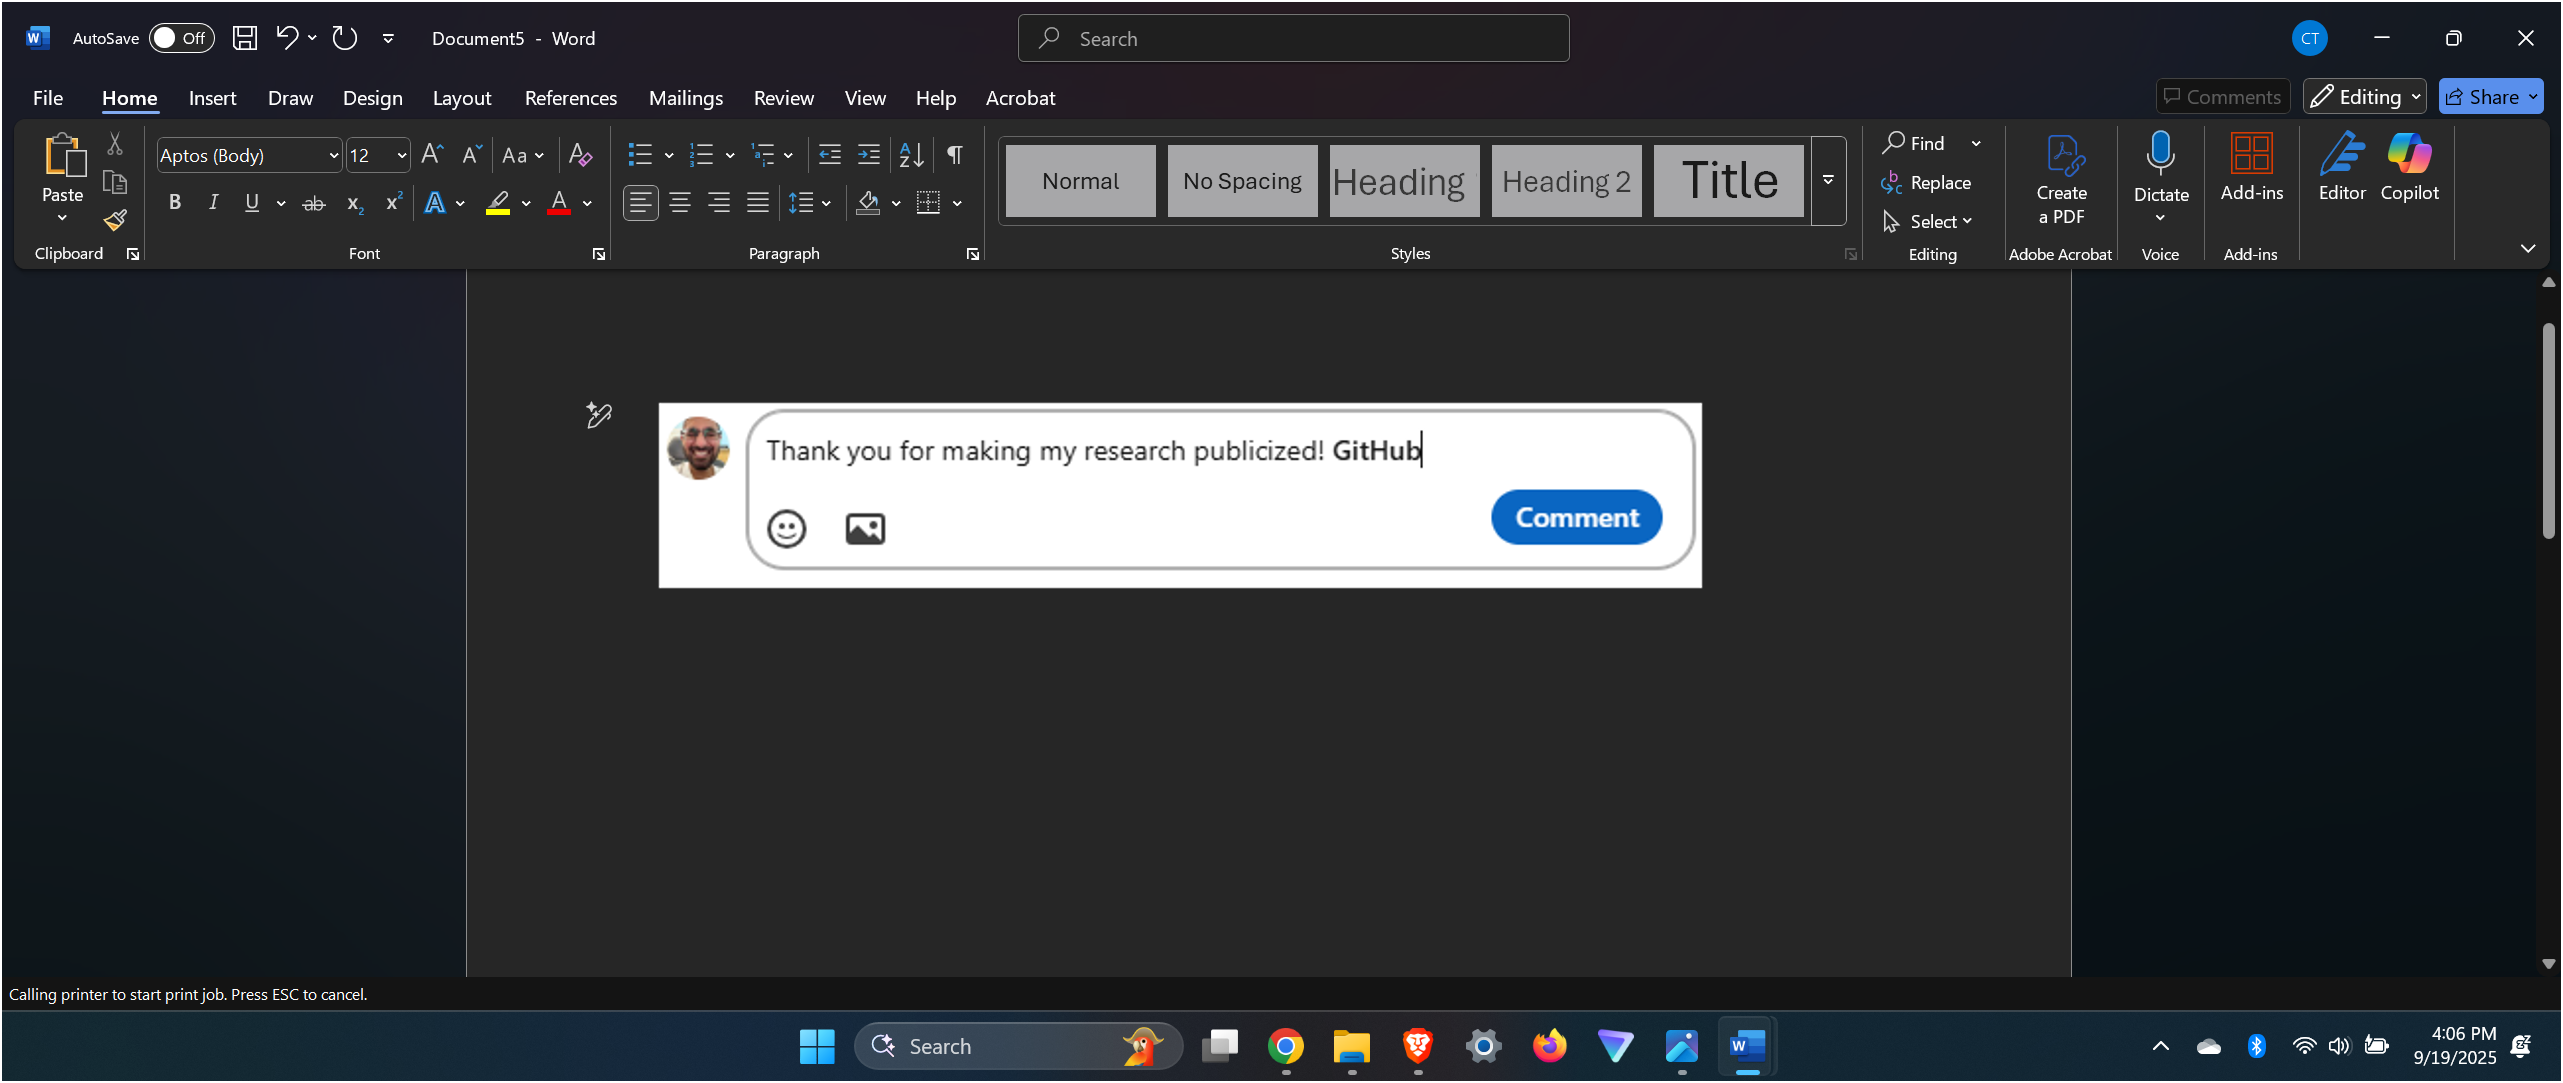 AutoSave Off Document5 - Word Search CT
File Home Insert Draw Design Layout References Mailings Review View Help Acrobat Comments Editing Share
Paste
Clipboard
Aptos (Body) 12 Aa
B I U ab x2 x2 A A
Font
Paragraph
Normal No Spacing Heading Heading 2 Title
Styles
Find
Replace
Select
Editing
Create
a PDF
Adobe Acrobat
Dictate
Voice
Add-ins
Add-ins
Editor Copilot
Thank you for making my research publicized! GitHub
Comment
Calling printer to start print job. Press ESC to cancel.
Search
4:06 PM
9/19/2025